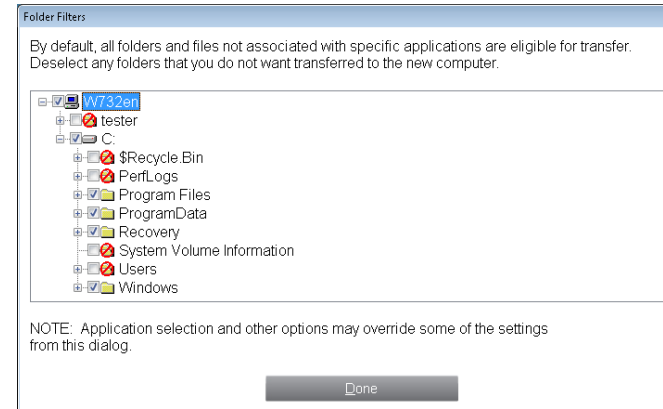 Folder Filters
By default, all folders and files not associated with specific applications are eligible for transfer.
Deselect any folders that you do not want transferred to the new computer.
W732en
tester
C:
$Recycle.Bin
PerfLogs
Program Files
ProgramData
Recovery
System Volume Information
Users
Windows
NOTE: Application selection and other options may override some of the settings
from this dialog.
Done